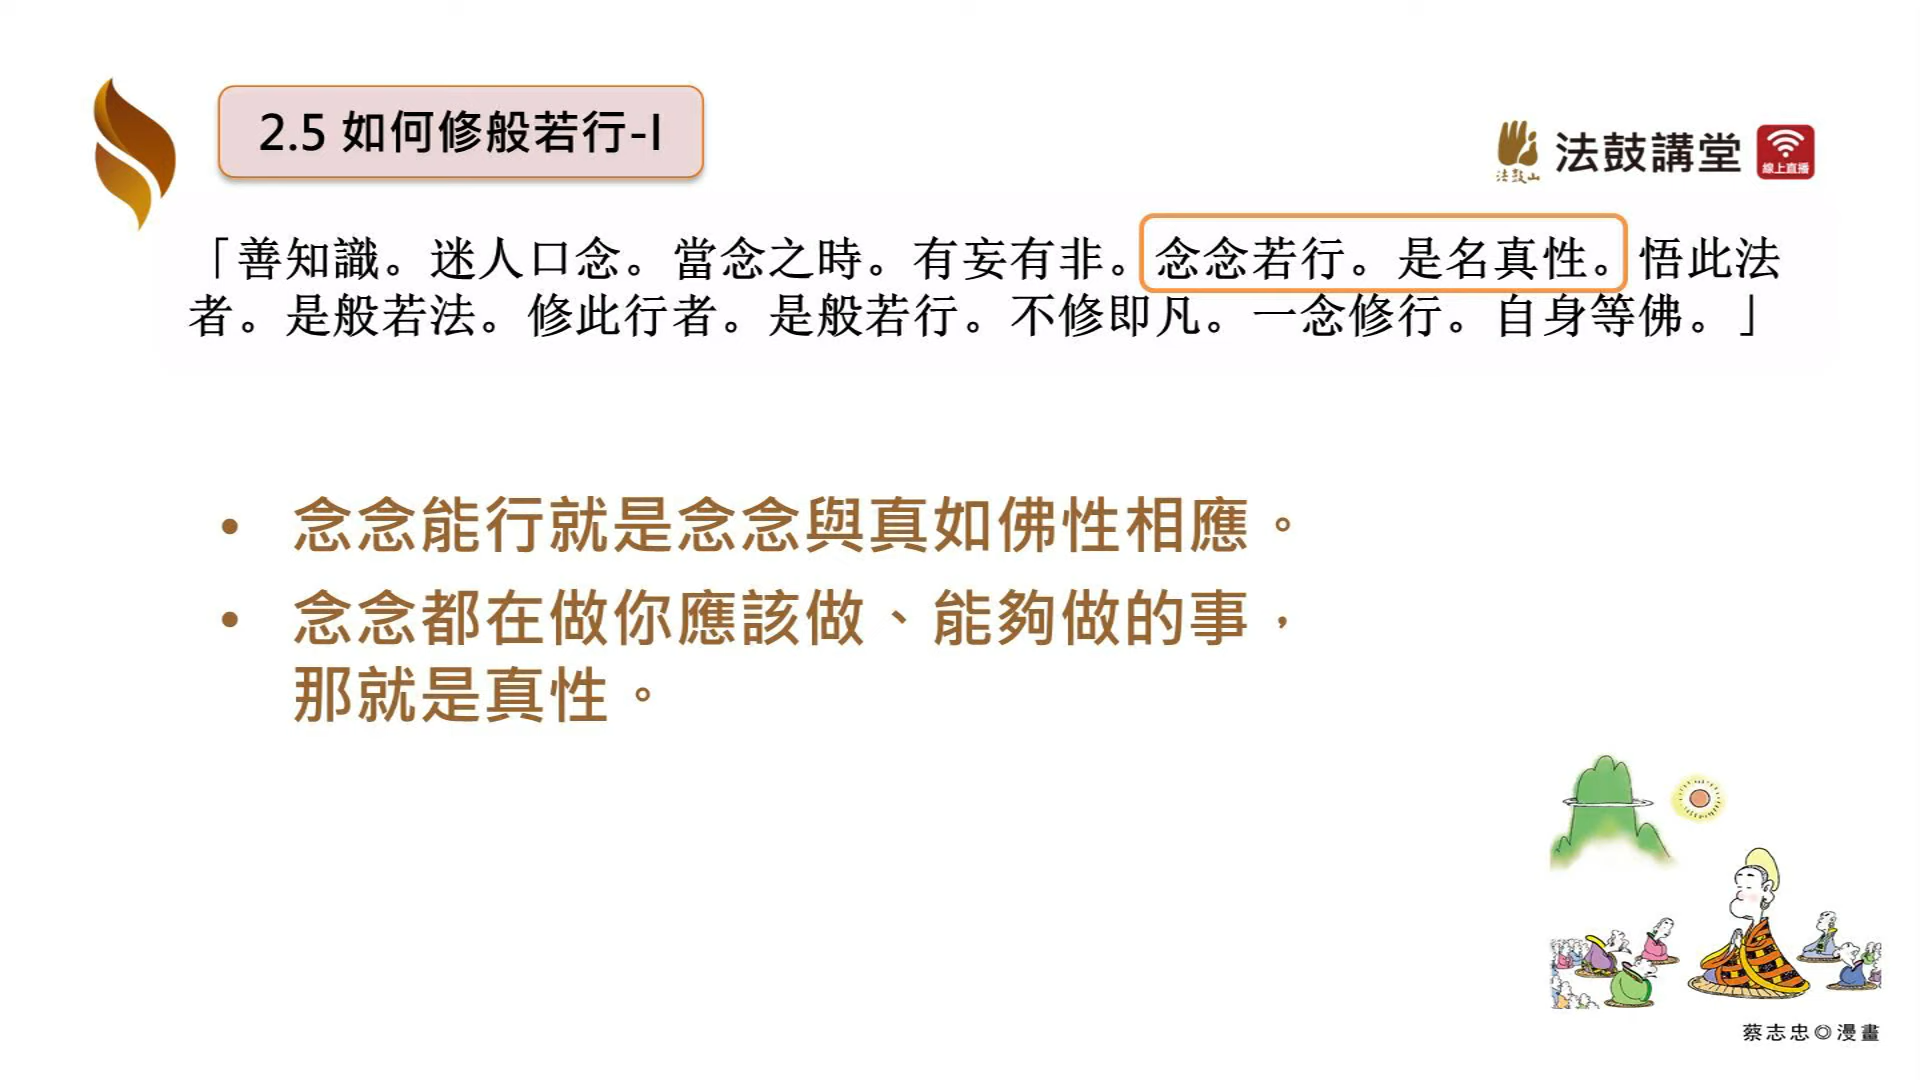 2.5 如何修般若行-I
法鼓山
法鼓講堂
線上直播
「善知識。迷人口念。當念之時。有妄有非。念念若行。是名真性。悟此法
者。是般若法。修此行者。是般若行。不修即凡。一念修行。自身等佛。」
• 念念能行就是念念與真如佛性相應。
• 念念都在做你應該做、能夠做的事，
那就是真性。
蔡志忠◎漫畫